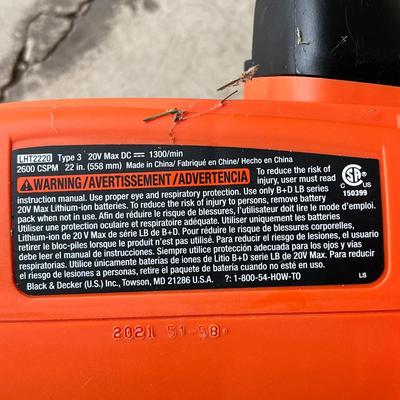 LHT2220 Type 3 20V Max DC ⎓ 1300/min
2600 CSPM 22 in. (558 mm) Made in China/ Fabriqué en Chine/ Hecho en China
WARNING/AVERTISSEMENT/ADVERTENCIA To reduce the risk of
injury, user must read
instruction manual. Use proper eye and respiratory protection. Use only B+D LB series
20V Max Lithium-ion batteries. To reduce the risk of injury to persons, remove battery
pack when not in use. Afin de réduire le risque de blessures, l'utilisateur doit lire le mode d'emploi.
Utiliser une protection oculaire et respiratoire adéquate. Utiliser uniquement des batteries
Lithium-ion de 20 V Max de série LB de B+D. Pour réduire le risque de blessures,
retirer le bloc-piles lorsque le produit n'est pas utilisé. Para reducir el riesgo de lesiones, el usuario debe
leer el manual de instrucciones. Siempre utilice protección adecuada para los ojos y vías
respiratorias. Utilice únicamente baterías de iones de Litio B+D serie LB de 20V Max. Para reducir
el riesgo de lesiones a personas, retire el paquete de batería cuando no esté en uso.
Black & Decker (U.S.) Inc., Towson, MD 21286 U.S.A. ?: 1-800-54-HOW-TO
SA
C US
150399
LS
2021 51-58